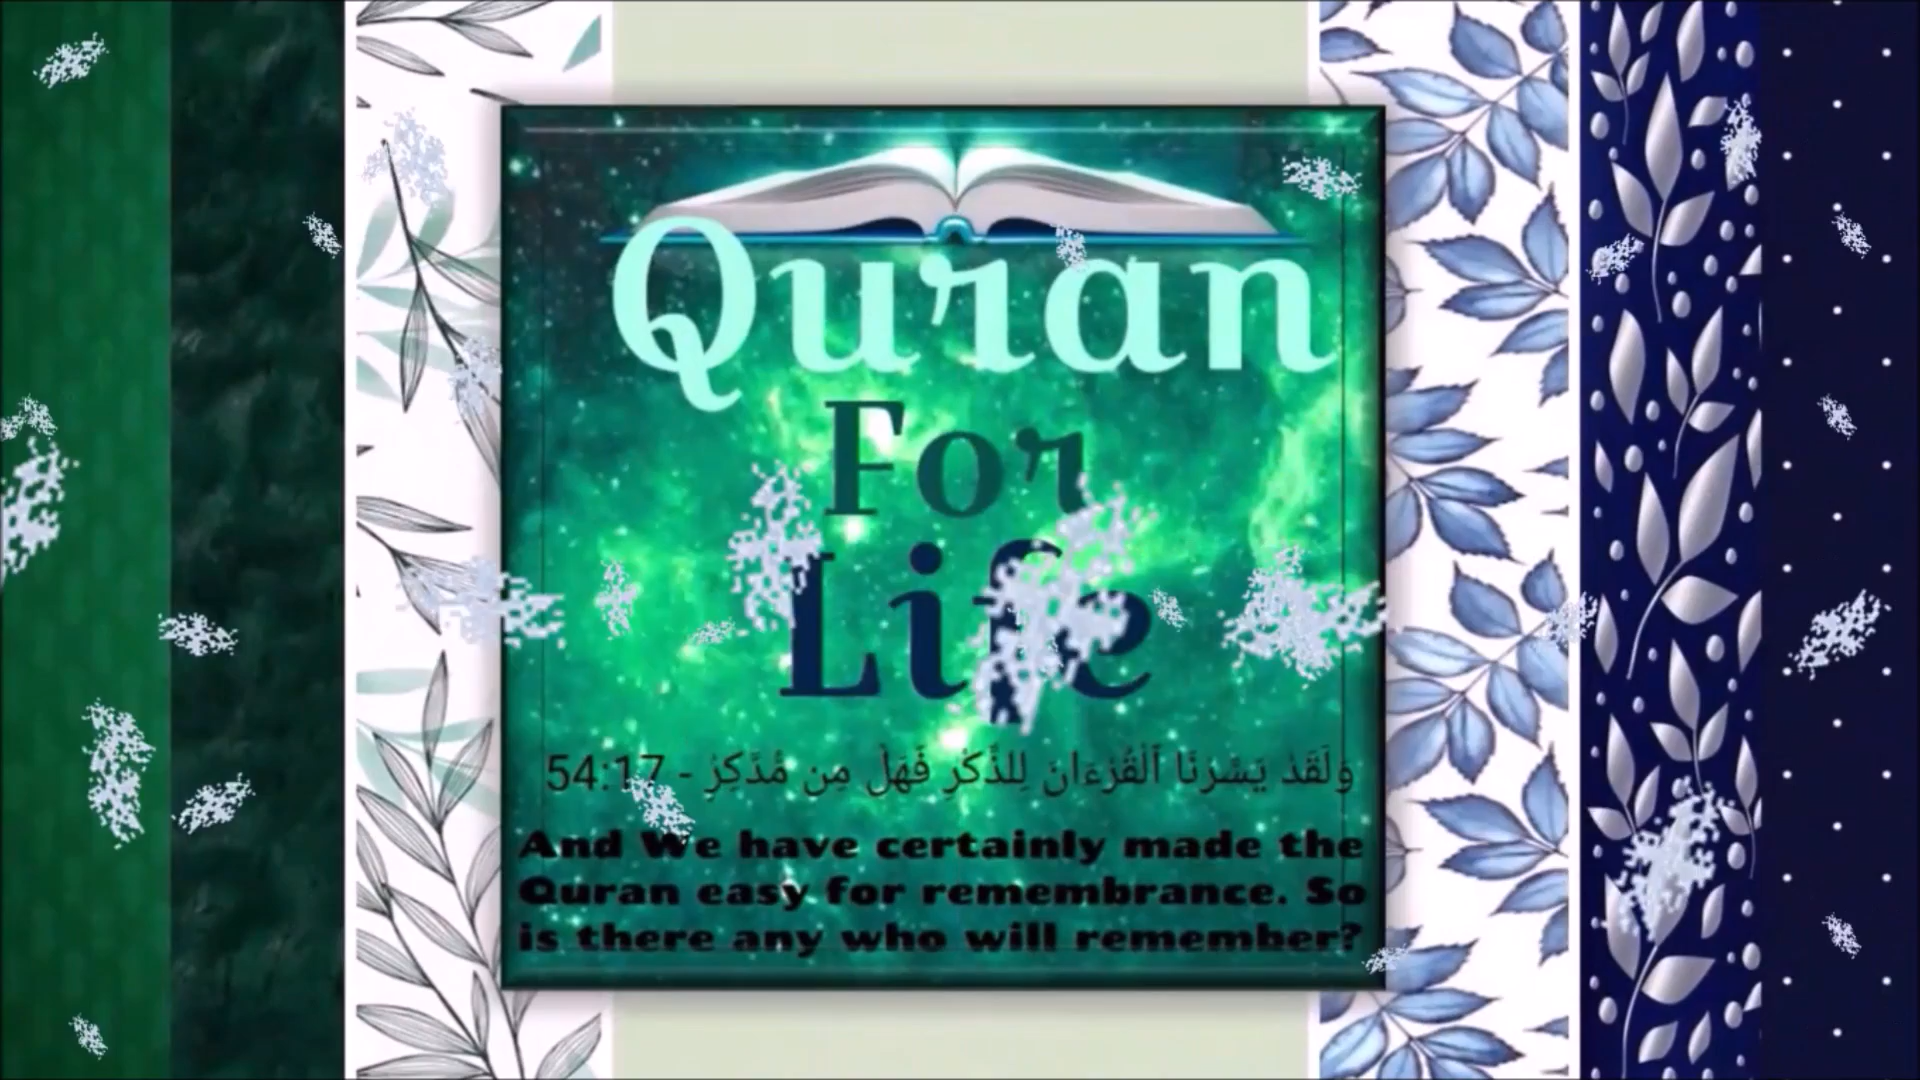 Quran
For
Life
وَلَقَدْ يَسَّرْنَا ٱلْقُرْءَانَ لِلذِّكْرِ فَهَلْ مِن مُّدَّكِرٍ - 54:17
And We have certainly made the
Quran easy for remembrance. So
is there any who will remember?